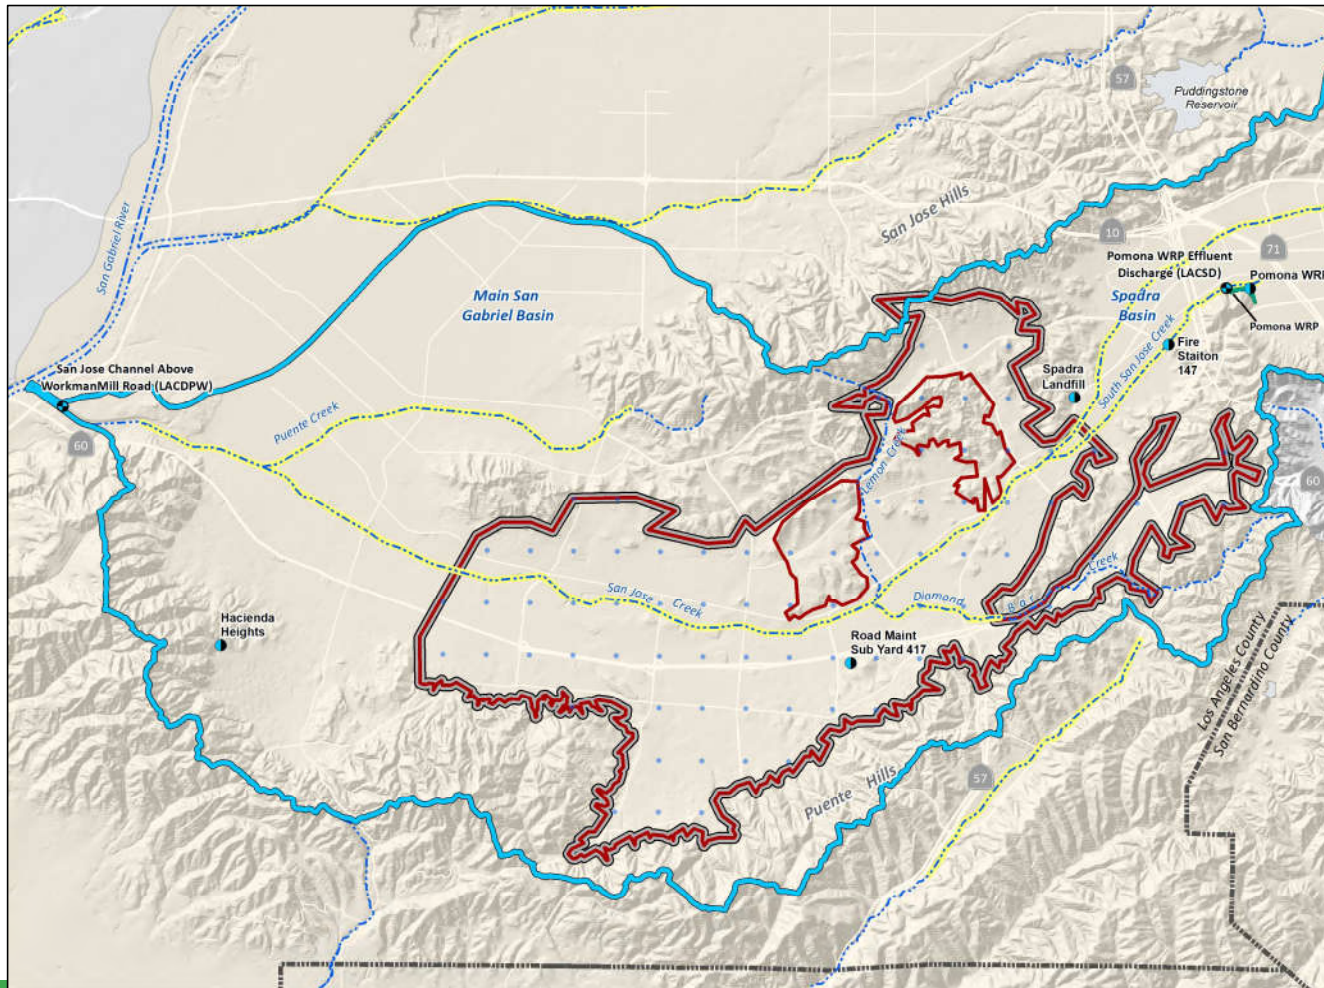 57
Puddingstone
Reservoir
San Gabriel River
San Jose Hills
10
71
Pomona WRP Effluent
Discharge (LACSD)
Pomona WRP
Main San
Gabriel Basin
Spadra
Basin
Pomona WRP
South San Jose Creek
Fire
Staiton
147
San Jose Channel Above
WorkmanMill Road (LACDPW)
Spadra
Landfill
Puente Creek
60
Lemon Creek
60
San Jose Creek
Diamond Bar Creek
Hacienda
Heights
Road Maint
Sub Yard 417
Los Angeles County
San Bernardino County
57
Puente Hills